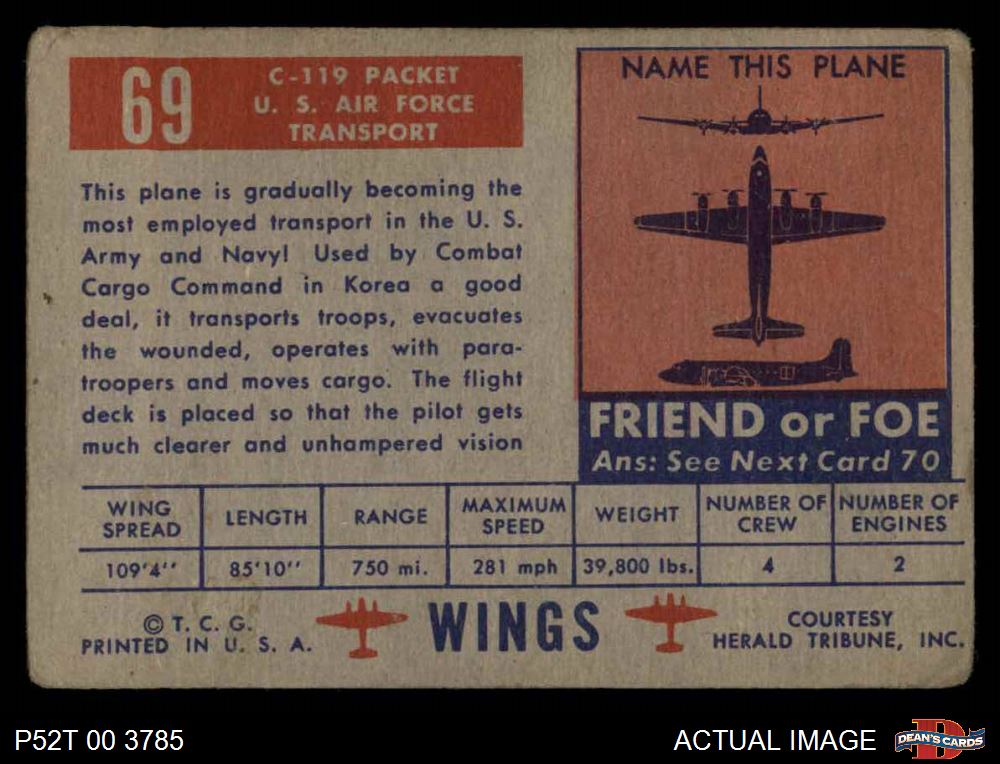 69
C-119 PACKET
U. S. AIR FORCE
TRANSPORT
This plane is gradually becoming the
most employed transport in the U. S.
Army and Navy! Used by Combat
Cargo Command in Korea a good
deal, it transports troops, evacuates
the wounded, operates with para-
troopers and moves cargo. The flight
deck is placed so that the pilot gets
much clearer and unhampered vision
NAME THIS PLANE
FRIEND or FOE
Ans: See Next Card 70
WING SPREAD LENGTH RANGE MAXIMUM SPEED WEIGHT NUMBER OF CREW NUMBER OF ENGINES
109'4'' 85'10'' 750 mi. 281 mph 39,800 lbs. 4 2
© T. C. G.
PRINTED IN U. S. A.
WINGS
COURTESY
HERALD TRIBUNE, INC.
P52T 00 3785
ACTUAL IMAGE
DEAN'S CARDS